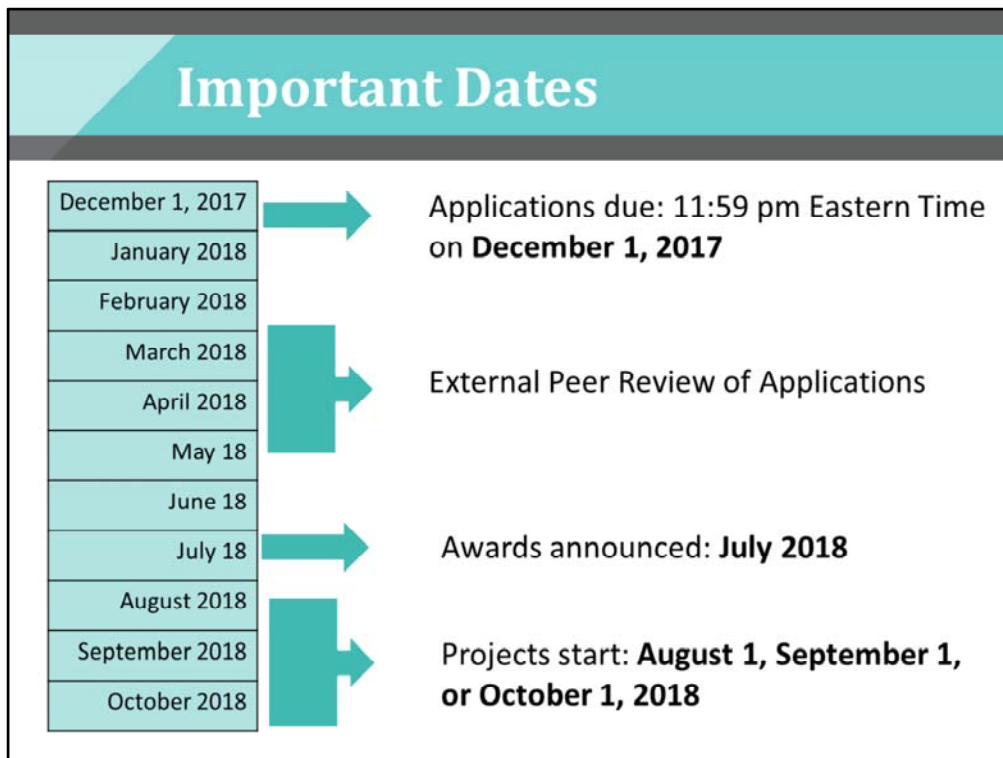 Important Dates
December 1, 2017
January 2018
February 2018
March 2018
April 2018
May 18
June 18
July 18
August 2018
September 2018
October 2018
Applications due: 11:59 pm Eastern Time
on December 1, 2017
External Peer Review of Applications
Awards announced: July 2018
Projects start: August 1, September 1,
or October 1, 2018